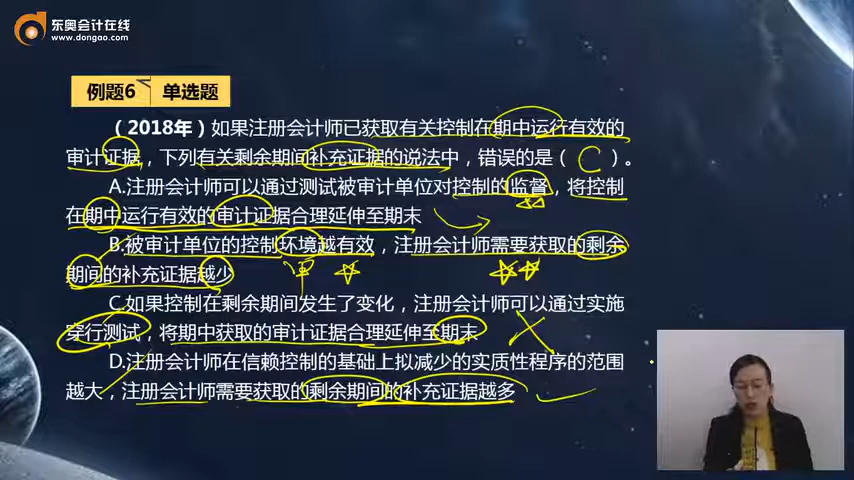 东奥会计在线
www.dongao.com
例题6 单选题
（2018年）如果注册会计师已获取有关控制在期中运行有效的
审计证据，下列有关剩余期间补充证据的说法中，错误的是（ C ）。
A.注册会计师可以通过测试被审计单位对控制的监督，将控制
在期中运行有效的审计证据合理延伸至期末
B.被审计单位的控制环境越有效，注册会计师需要获取的剩余
期间的补充证据越少
C.如果控制在剩余期间发生了变化，注册会计师可以通过实施
穿行测试，将期中获取的审计证据合理延伸至期末
D.注册会计师在信赖控制的基础上拟减少的实质性程序的范围
越大，注册会计师需要获取的剩余期间的补充证据越多